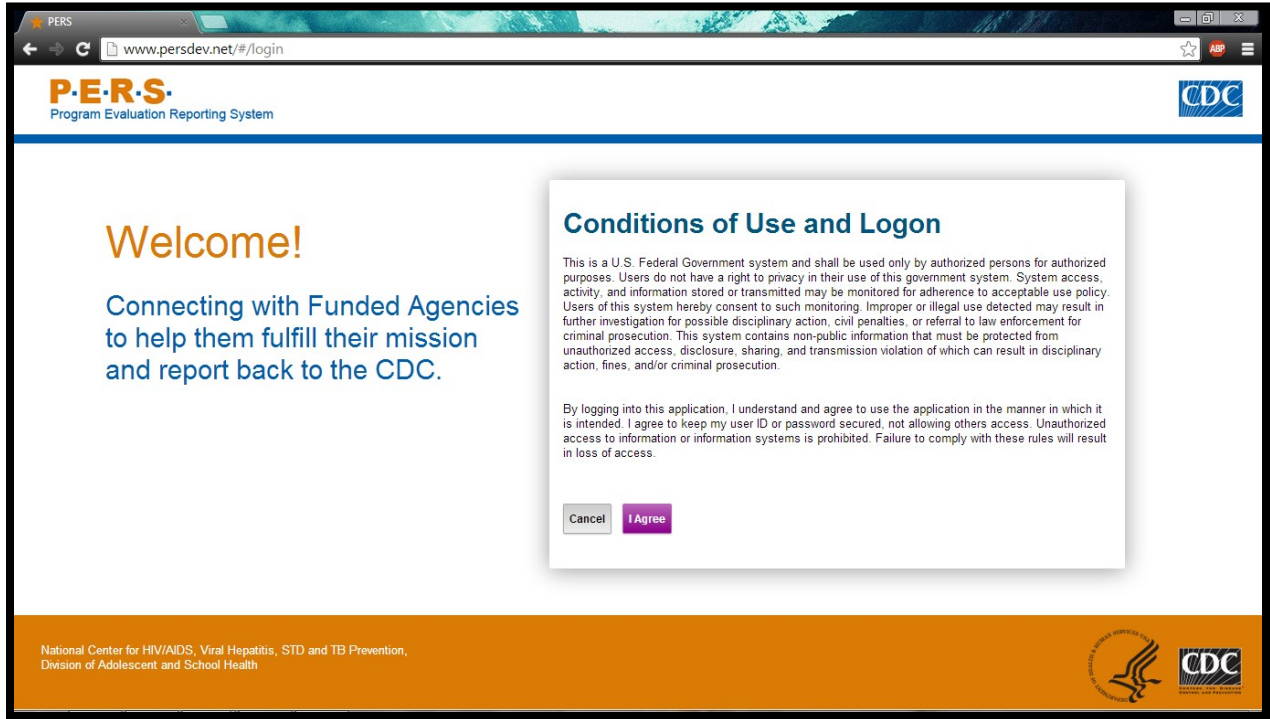 PERS
www.persdev.net/#/login
ABP
P·E·R·S·
Program Evaluation Reporting System
CDC
Welcome!
Connecting with Funded Agencies
to help them fulfill their mission
and report back to the CDC.
Conditions of Use and Logon
This is a U.S. Federal Government system and shall be used only by authorized persons for authorized
purposes. Users do not have a right to privacy in their use of this government system. System access,
activity, and information stored or transmitted may be monitored for adherence to acceptable use policy.
Users of this system hereby consent to such monitoring. Improper or illegal use detected may result in
further investigation for possible disciplinary action, civil penalties, or referral to law enforcement for
criminal prosecution. This system contains non-public information that must be protected from
unauthorized access, disclosure, sharing, and transmission violation of which can result in disciplinary
action, fines, and/or criminal prosecution.
By logging into this application, I understand and agree to use the application in the manner in which it
is intended. I agree to keep my user ID or password secured, not allowing others access. Unauthorized
access to information or information systems is prohibited. Failure to comply with these rules will result
in loss of access.
Cancel
I Agree
National Center for HIV/AIDS, Viral Hepatitis, STD and TB Prevention,
Division of Adolescent and School Health
CDC